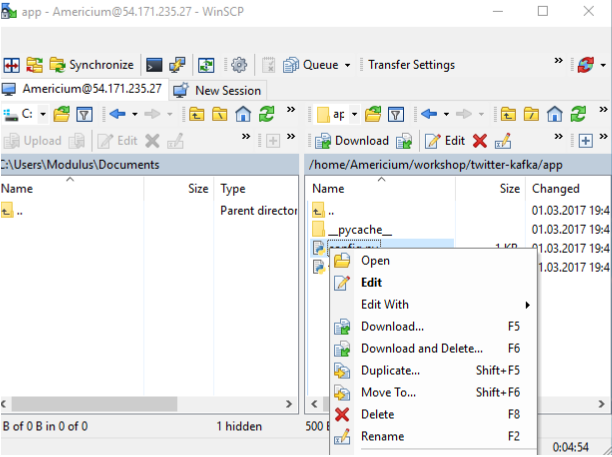 app - Americium@54.171.235.27 - WinSCP
Synchronize Queue Transfer Settings
Americium@54.171.235.27 New Session
C: ar
Upload Edit Download Edit
C:\Users\Modulus\Documents /home/Americium/workshop/twitter-kafka/app
Name Size Type Name Size Changed
.. Parent director .. 01.03.2017 19:4
__pycache__ 01.03.2017 19:4
config.py 1 KB 01.03.2017 19:4
01.03.2017 19:4
Open
Edit
Edit With
Download... F5
Download and Delete... F6
Duplicate... Shift+F5
Move To... Shift+F6
Delete F8
Rename F2
B of 0 B in 0 of 0 1 hidden 500 B
0:04:54